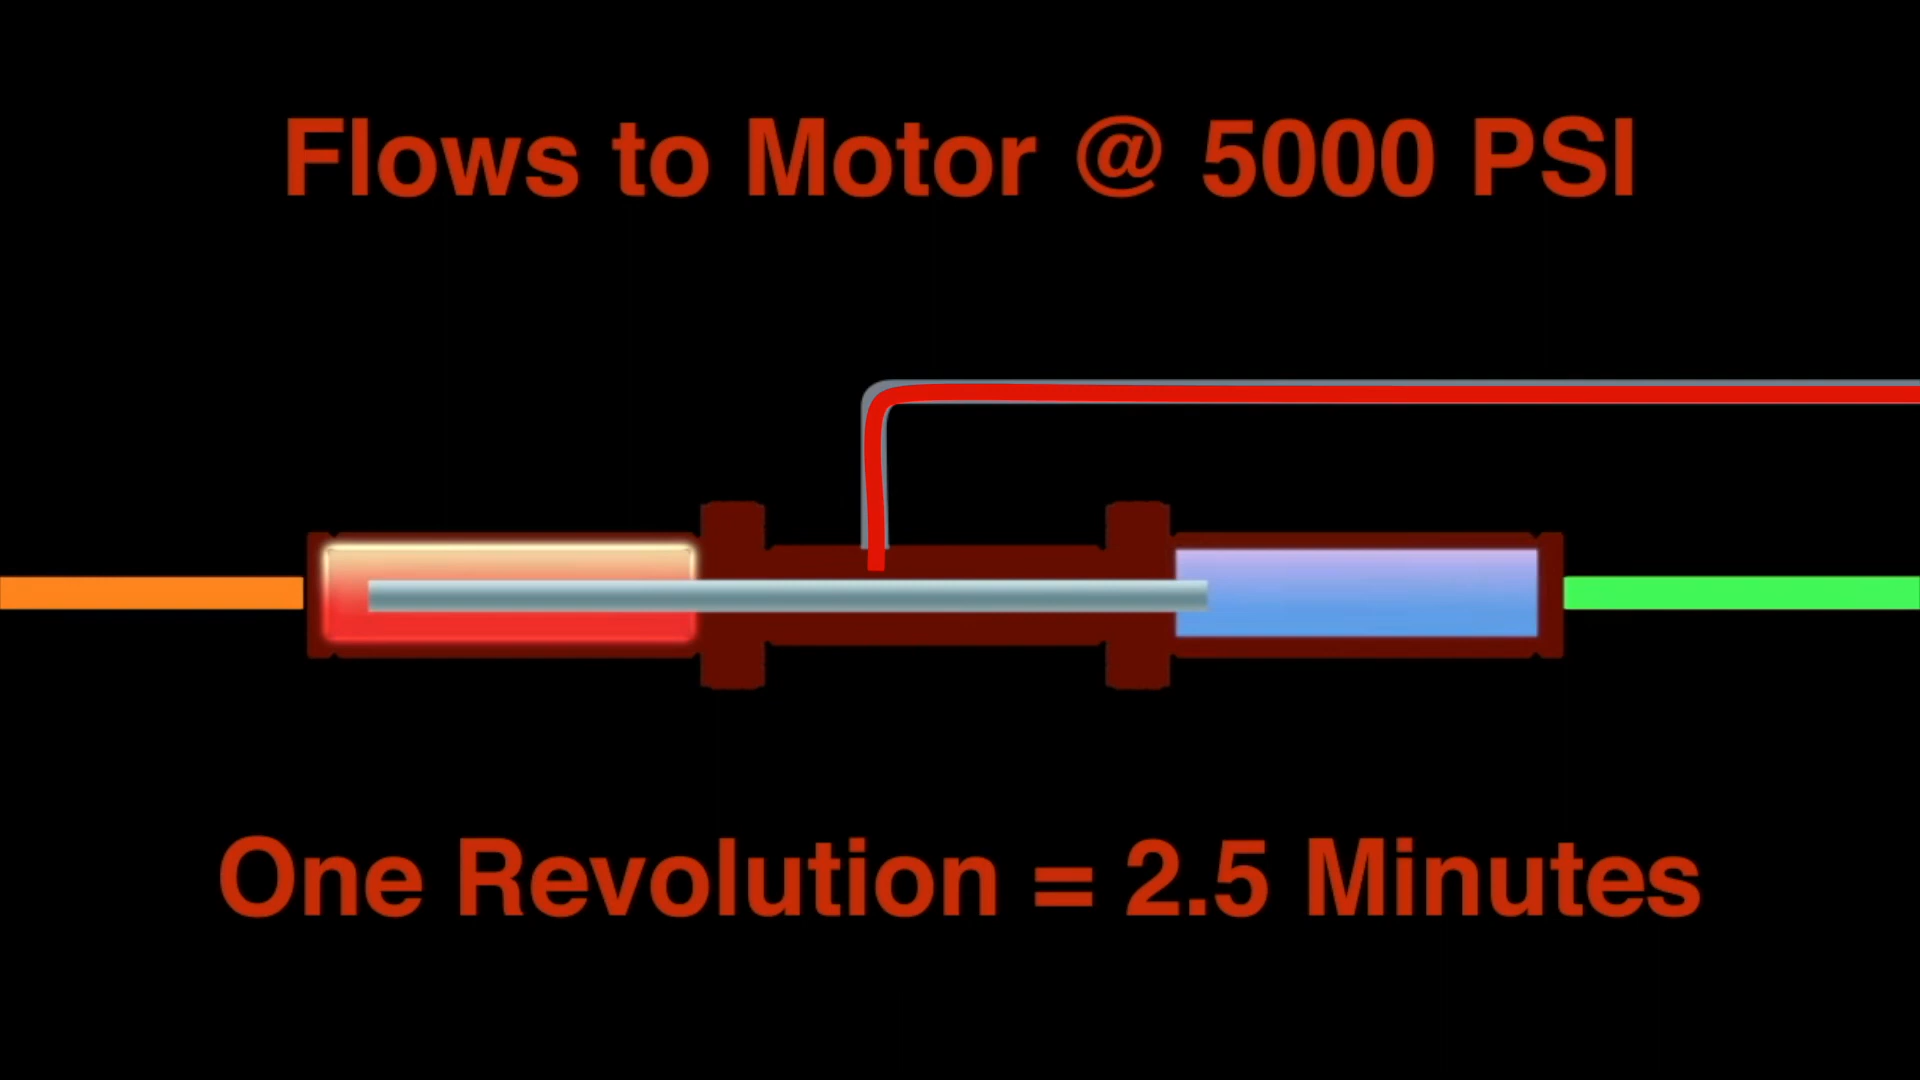 Flows to Motor @ 5000 PSI
One Revolution = 2.5 Minutes